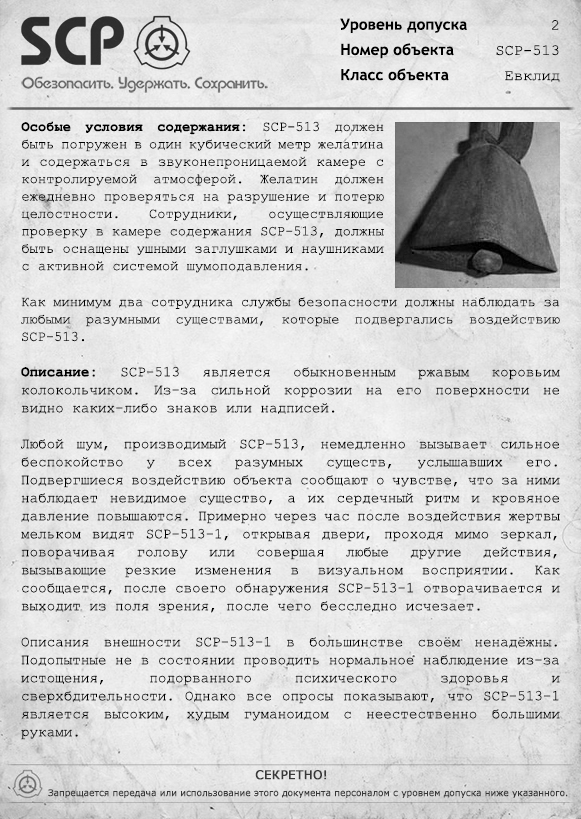 SCP
Обезопасить. Удержать. Сохранить.
Уровень допуска 2
Номер объекта SCP-513
Класс объекта Евклид
Особые условия содержания: SCP-513 должен
быть погружен в один кубический метр желатина
и содержаться в звуконепроницаемой камере с
контролируемой атмосферой. Желатин должен
ежедневно проверяться на разрушение и потерю
целостности. Сотрудники, осуществляющие
проверку в камере содержания SCP-513, должны
быть оснащены ушными заглушками и наушниками
с активной системой шумоподавления.
Как минимум два сотрудника службы безопасности должны наблюдать за
любыми разумными существами, которые подвергались воздействию
SCP-513.
Описание: SCP-513 является обыкновенным ржавым коровьим
колокольчиком. Из-за сильной коррозии на его поверхности не
видно каких-либо знаков или надписей.
Любой шум, производимый SCP-513, немедленно вызывает сильное
беспокойство у всех разумных существ, услышавших его.
Подвергшиеся воздействию объекта сообщают о чувстве, что за ними
наблюдает невидимое существо, а их сердечный ритм и кровяное
давление повышаются. Примерно через час после воздействия жертвы
мельком видят SCP-513-1, открывая двери, проходя мимо зеркал,
поворачивая голову или совершая любые другие действия,
вызывающие резкие изменения в визуальном восприятии. Как
сообщается, после своего обнаружения SCP-513-1 отворачивается и
выходит из поля зрения, после чего бесследно исчезает.
Описания внешности SCP-513-1 в большинстве своём ненадёжны.
Подопытные не в состоянии проводить нормальное наблюдение из-за
истощения, подорванного психического здоровья и
сверхбдительности. Однако все опросы показывают, что SCP-513-1
является высоким, худым гуманоидом с неестественно большими
руками.
СЕКРЕТНО!
Запрещается передача или использование этого документа персоналом с уровнем допуска ниже указанного.